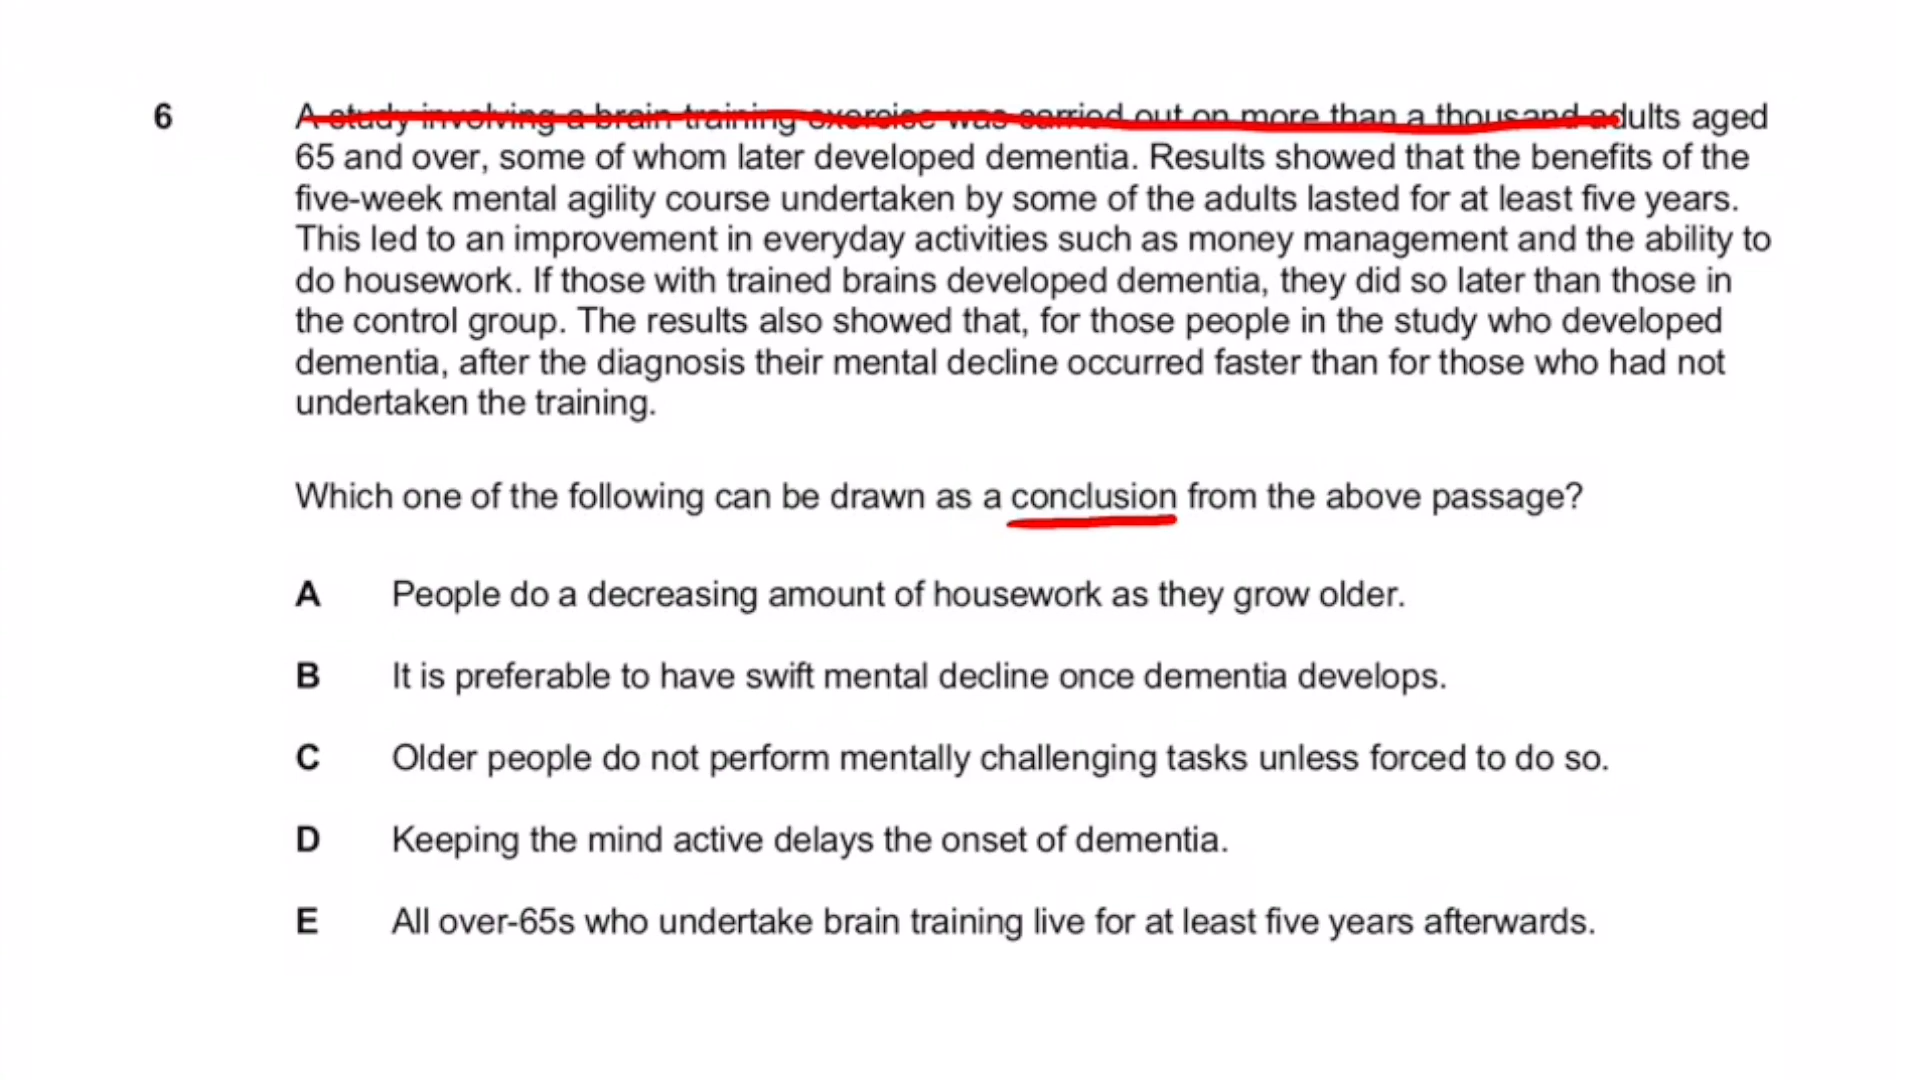 6 A study involving a brain training exercise was carried out on more than a thousand adults aged
65 and over, some of whom later developed dementia. Results showed that the benefits of the
five-week mental agility course undertaken by some of the adults lasted for at least five years.
This led to an improvement in everyday activities such as money management and the ability to
do housework. If those with trained brains developed dementia, they did so later than those in
the control group. The results also showed that, for those people in the study who developed
dementia, after the diagnosis their mental decline occurred faster than for those who had not
undertaken the training.
Which one of the following can be drawn as a conclusion from the above passage?
A People do a decreasing amount of housework as they grow older.
B It is preferable to have swift mental decline once dementia develops.
C Older people do not perform mentally challenging tasks unless forced to do so.
D Keeping the mind active delays the onset of dementia.
E All over-65s who undertake brain training live for at least five years afterwards.